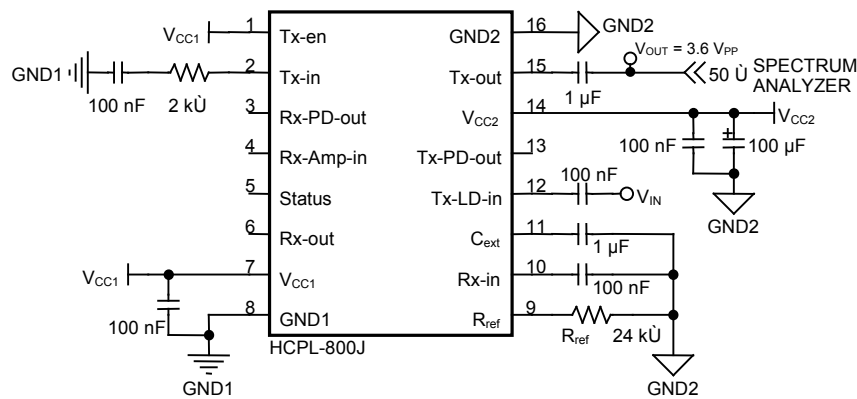 VCC1
1
Tx-en
GND2
16
GND2
GND1
100 nF
2 kÙ
2
Tx-in
Tx-out
15
1 µF
VOUT = 3.6 VPP
50 Ù
SPECTRUM
ANALYZER
3
Rx-PD-out
VCC2
14
VCC2
4
Rx-Amp-in
Tx-PD-out
13
100 nF
+
100 µF
GND2
5
Status
Tx-LD-in
12
100 nF
VIN
6
Rx-out
Cext
11
1 µF
VCC1
7
VCC1
Rx-in
10
100 nF
100 nF
8
GND1
Rref
9
Rref
24 kÙ
HCPL-800J
GND1
GND2